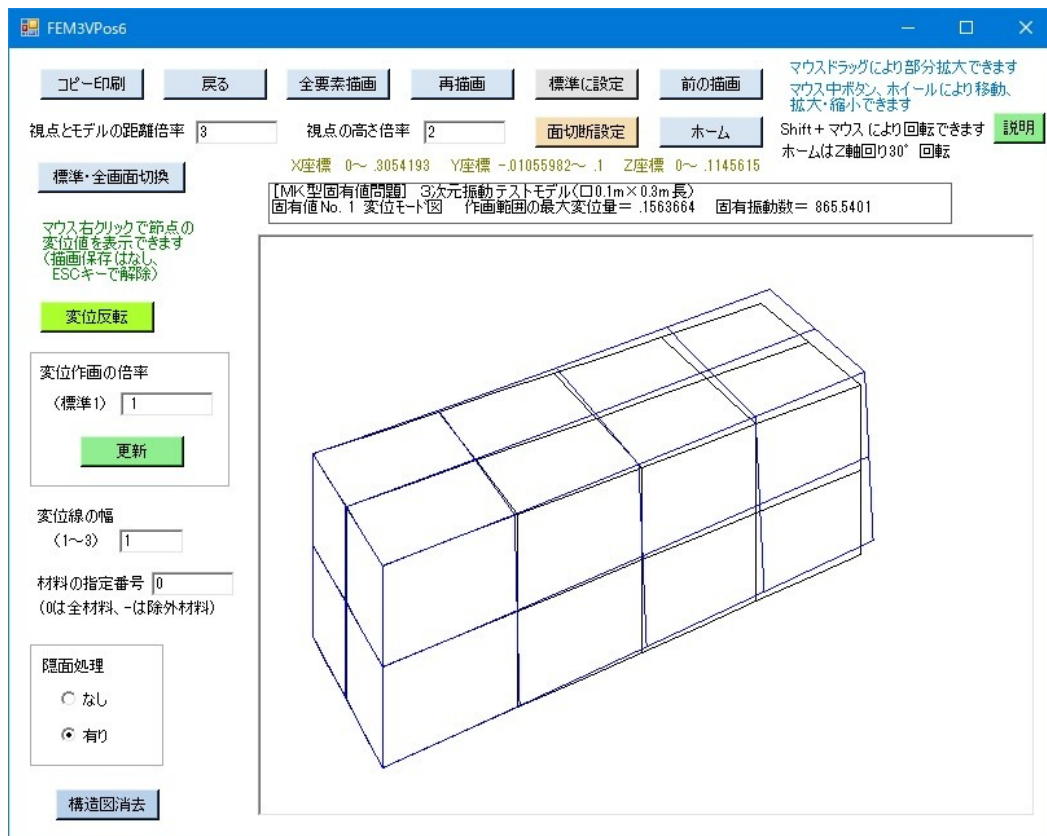 FEM3VPos6
コピー印刷
戻る
全要素描画
再描画
標準に設定
前の描画
マウスドラッグにより部分拡大できます
マウス中ボタン、ホイールにより移動、
拡大・縮小できます
視点とモデルの距離倍率 3
視点の高さ倍率 2
面切断設定
ホーム
Shift+マウスにより回転できます
説明
ホームはZ軸回り30°回転
標準・全画面切換
X座標 0～ .3054193 Y座標 -.01055982～ .1 Z座標 0～ .1145615
[MK型固有値問題] 3次元振動テストモデル(口0.1m×0.3m長)
固有値No. 1 変位モード図 作画範囲の最大変位量= .1563664 固有振動数= 865.5401
マウス右クリックで節点の
変位値を表示できます
(描画保存はなし、
ESCキーで解除)
変位反転
変位作画の倍率
(標準1) 1
更新
変位線の幅
(1～3) 1
材料の指定番号 0
(0は全材料、-は除外材料)
隠面処理
なし
有り
構造図消去